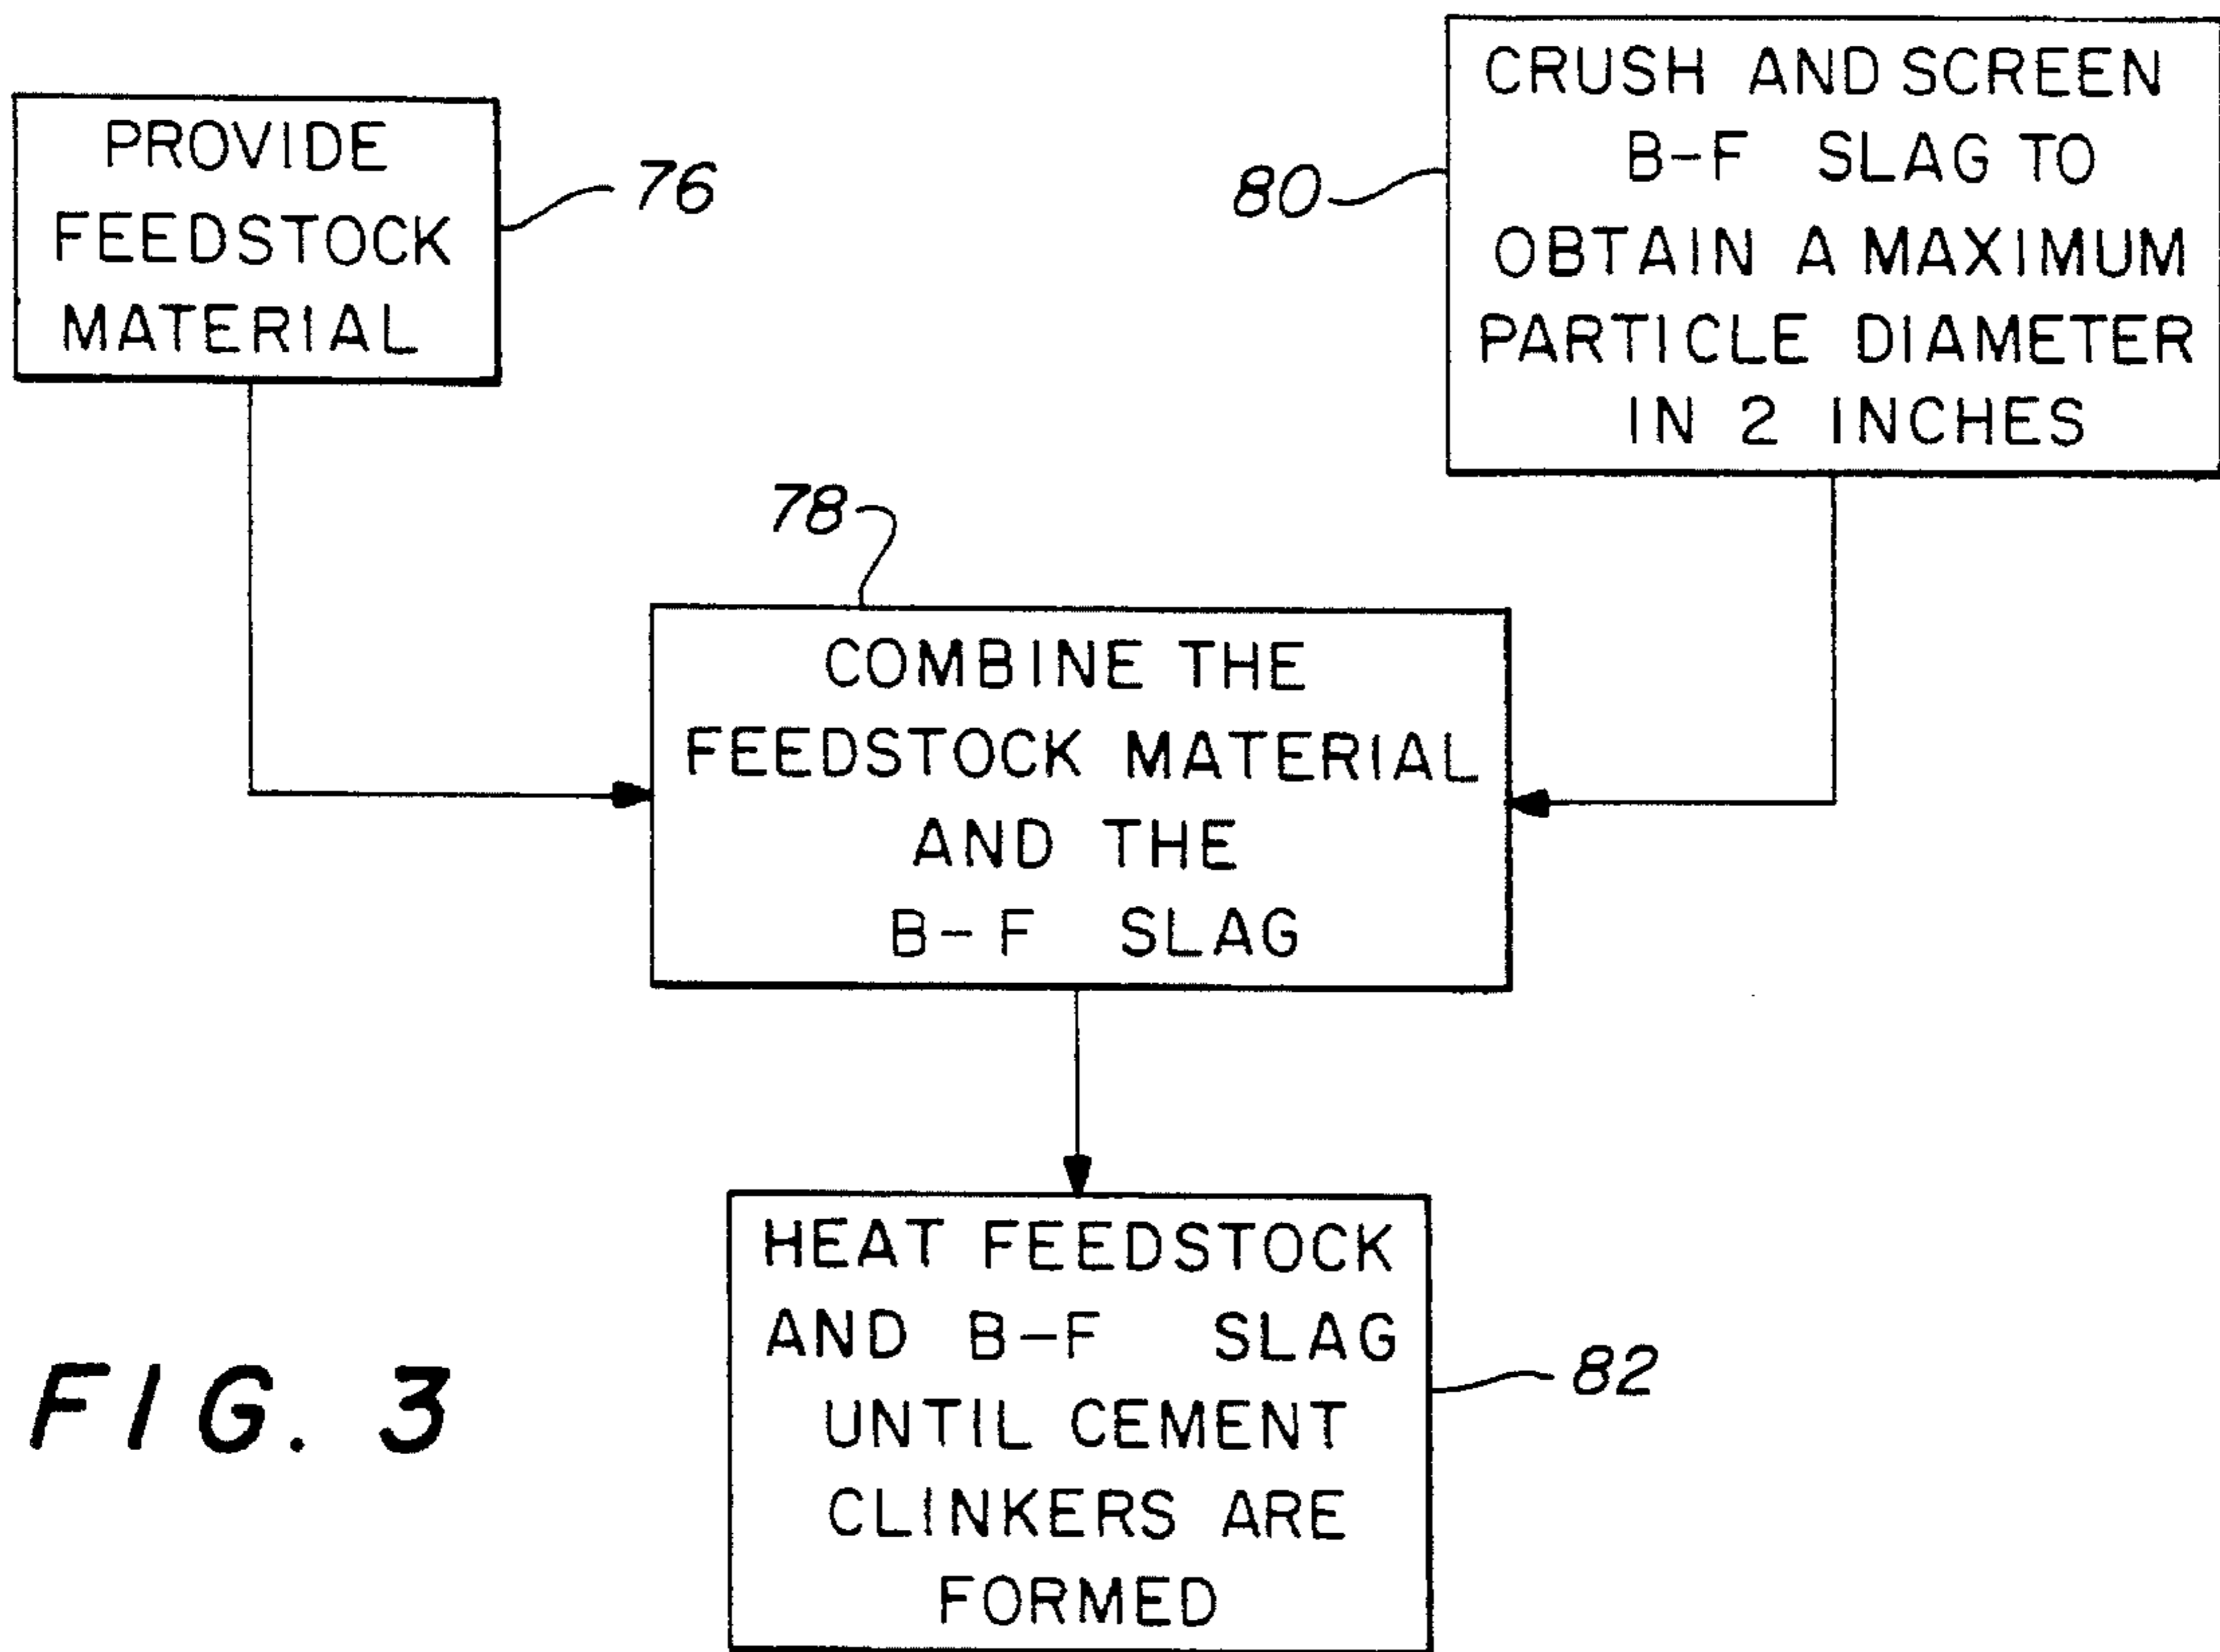 PROVIDE
FEEDSTOCK
MATERIAL
76
CRUSH AND SCREEN
B-F SLAG TO
OBTAIN A MAXIMUM
PARTICLE DIAMETER
IN 2 INCHES
80
78
COMBINE THE
FEEDSTOCK MATERIAL
AND THE
B-F SLAG
HEAT FEEDSTOCK
AND B-F SLAG
UNTIL CEMENT
CLINKERS ARE
FORMED
82
FIG. 3